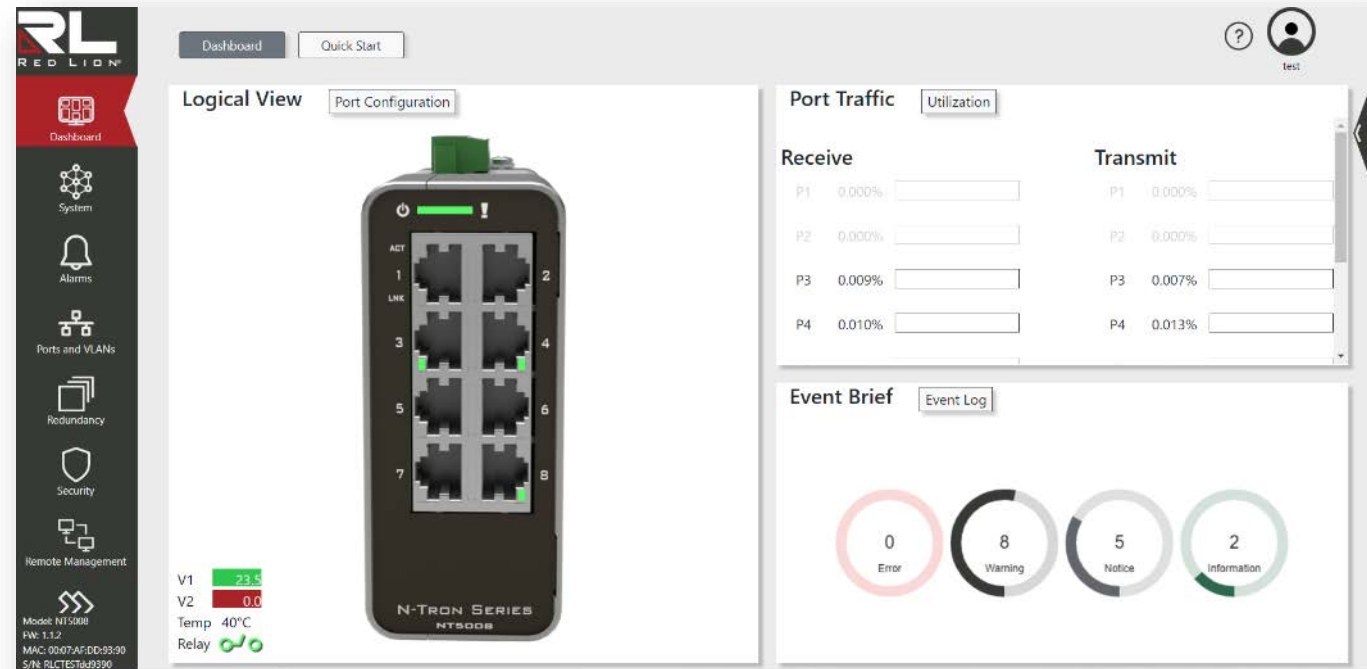 RL
RED LION®
Dashboard
System
Alarms
Ports and VLANs
Redundancy
Security
Remote Management
Model: NT5008
FW: 1.1.2
MAC: 00:07:AF:DD:93:90
S/N: RLCTESTdd9390
Dashboard Quick Start
? test
Logical View Port Configuration
ACT
1 2
LNK
3 4
5 6
7 8
N-TRON SERIES
NT5008
V1 23.5
V2 0.0
Temp 40°C
Relay
Port Traffic Utilization
Receive Transmit
P1 0.000% P1 0.000%
P2 0.000% P2 0.000%
P3 0.009% P3 0.007%
P4 0.010% P4 0.013%
Event Brief Event Log
0 8 5 2
Error Warning Notice Information